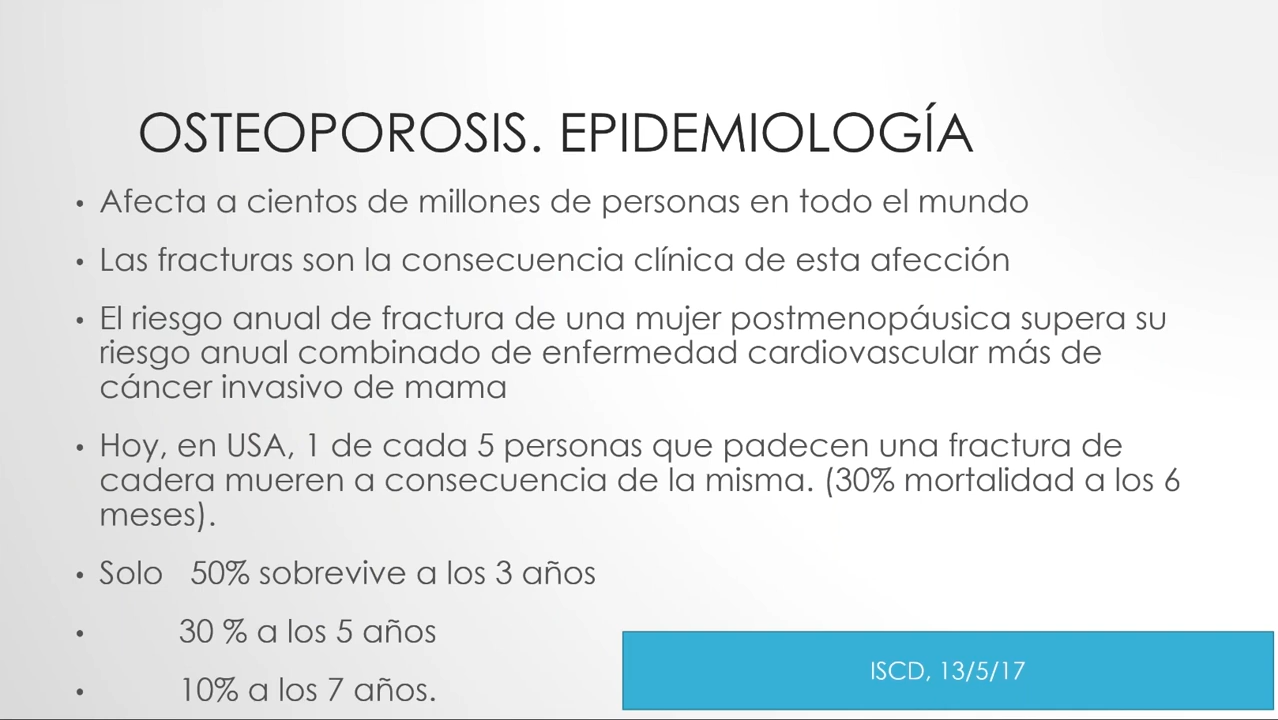 OSTEOPOROSIS. EPIDEMIOLOGÍA
• Afecta a cientos de millones de personas en todo el mundo
• Las fracturas son la consecuencia clínica de esta afección
• El riesgo anual de fractura de una mujer postmenopáusica supera su
riesgo anual combinado de enfermedad cardiovascular más de
cáncer invasivo de mama
• Hoy, en USA, 1 de cada 5 personas que padecen una fractura de
cadera mueren a consecuencia de la misma. (30% mortalidad a los 6
meses).
• Solo 50% sobrevive a los 3 años
• 30 % a los 5 años
• 10% a los 7 años.
ISCD, 13/5/17